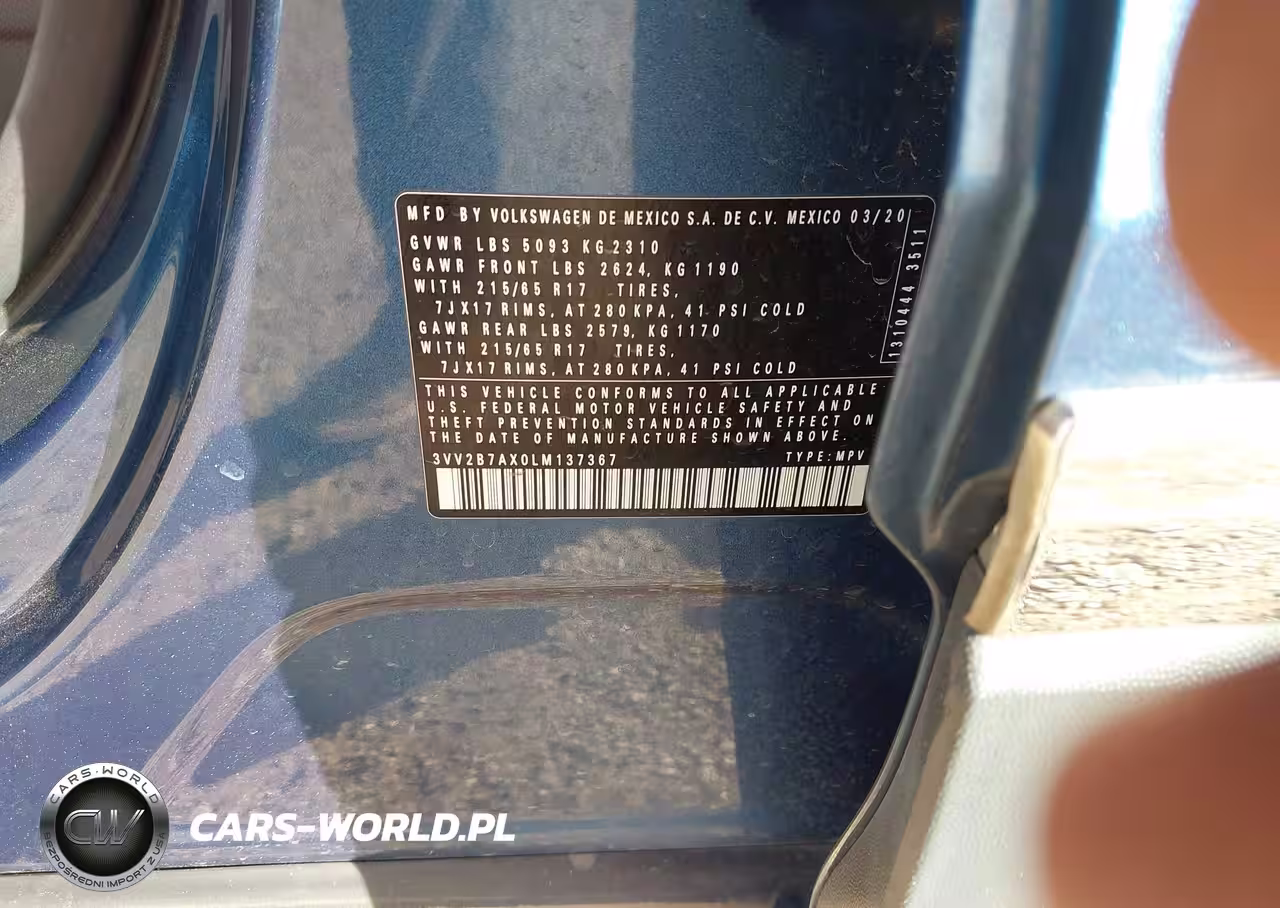 MFD BY VOLKSWAGEN DE MEXICO S.A. DE C.V. MEXICO 03/20
GVWR LBS 5093 KG 2310
GAWR FRONT LBS 2624, KG 1190
WITH 215/65 R17 TIRES,
7JX17 RIMS, AT 280 KPA, 41 PSI COLD
GAWR REAR LBS 2579, KG 1170
WITH 215/65 R17 TIRES,
7JX17 RIMS, AT 280 KPA, 41 PSI COLD
1310444 3511
THIS VEHICLE CONFORMS TO ALL APPLICABLE
U.S. FEDERAL MOTOR VEHICLE SAFETY AND
THEFT PREVENTION STANDARDS IN EFFECT ON
THE DATE OF MANUFACTURE SHOWN ABOVE.
3VV2B7AX0LM137367 TYPE: MPV
CARS-WORLD
CW
BEZPOŚREDNI IMPORT Z USA
CARS-WORLD.PL